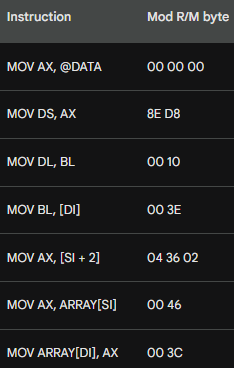 Instruction Mod R/M byte
MOV AX, @DATA 00 00 00
MOV DS, AX 8E D8
MOV DL, BL 00 10
MOV BL, [DI] 00 3E
MOV AX, [SI + 2] 04 36 02
MOV AX, ARRAY[SI] 00 46
MOV ARRAY[DI], AX 00 3C